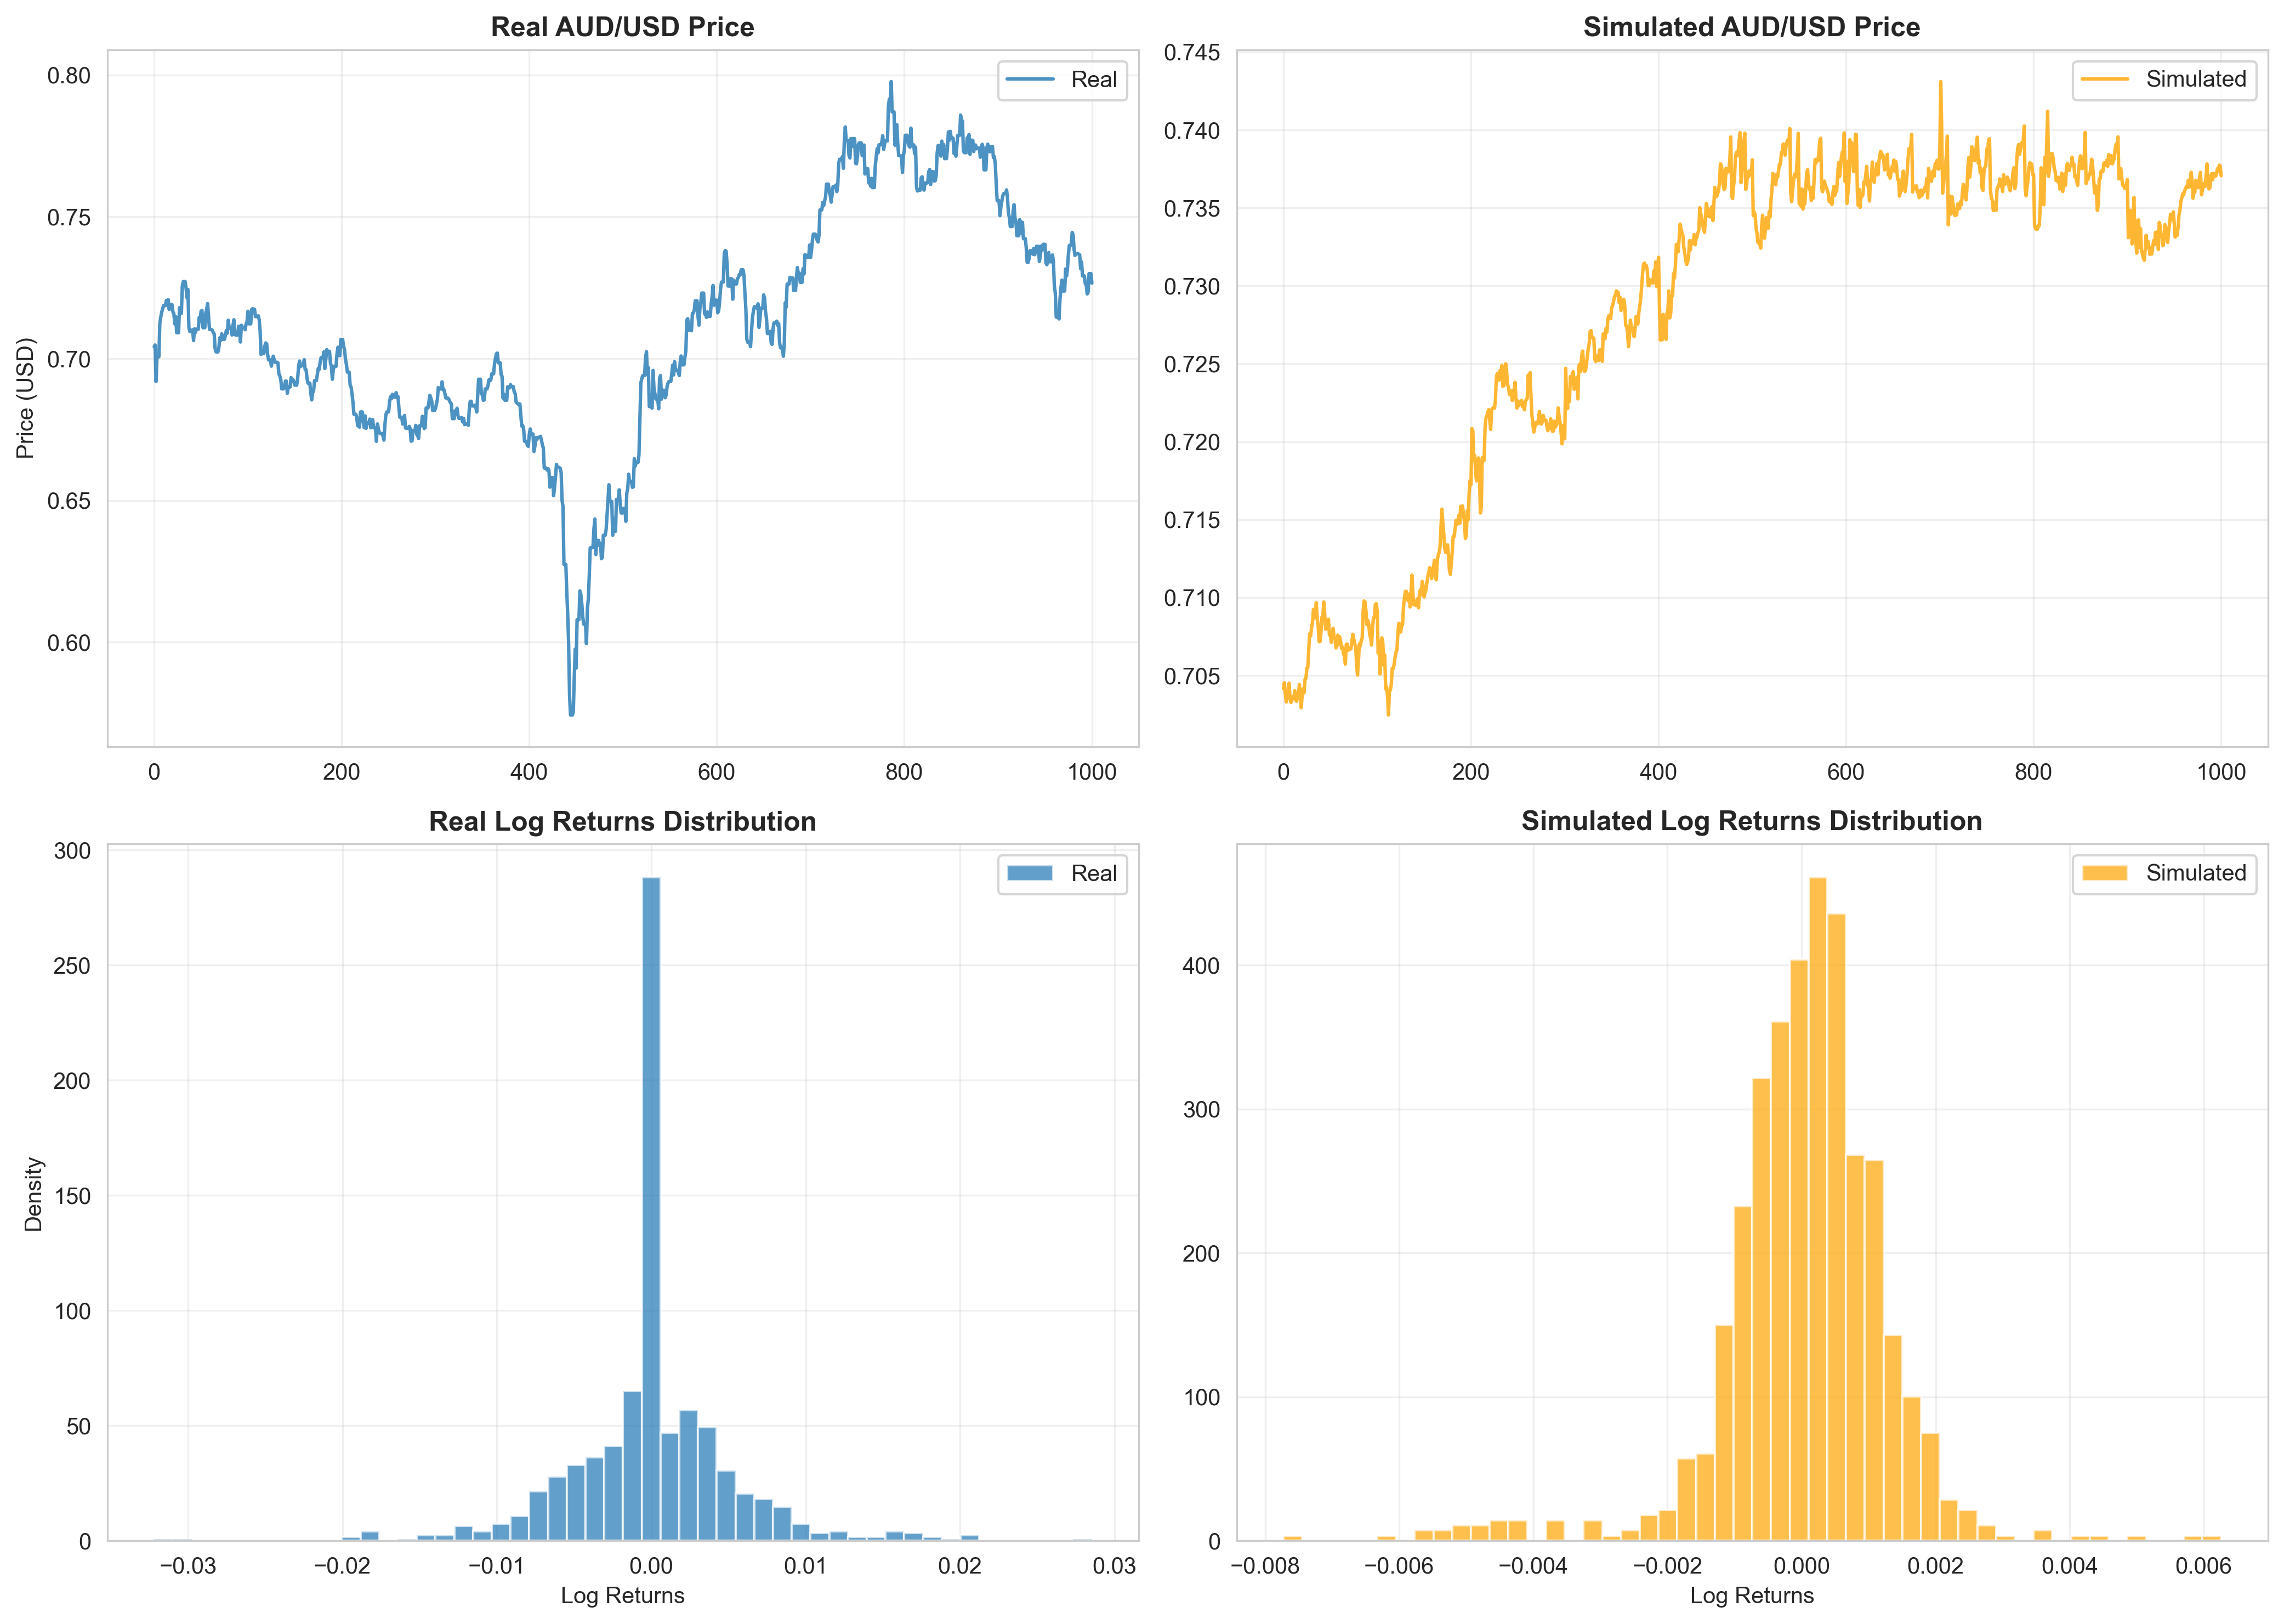 Real AUD/USD Price
Real
0.80
0.75
0.70
0.65
0.60
Price (USD)
0 200 400 600 800 1000
Simulated AUD/USD Price
Simulated
0.745
0.740
0.735
0.730
0.725
0.720
0.715
0.710
0.705
0 200 400 600 800 1000
Real Log Returns Distribution
Real
300
250
200
150
100
50
0
Density
−0.03 −0.02 −0.01 0.00 0.01 0.02 0.03
Log Returns
Simulated Log Returns Distribution
Simulated
400
300
200
100
0
−0.008 −0.006 −0.004 −0.002 0.000 0.002 0.004 0.006
Log Returns